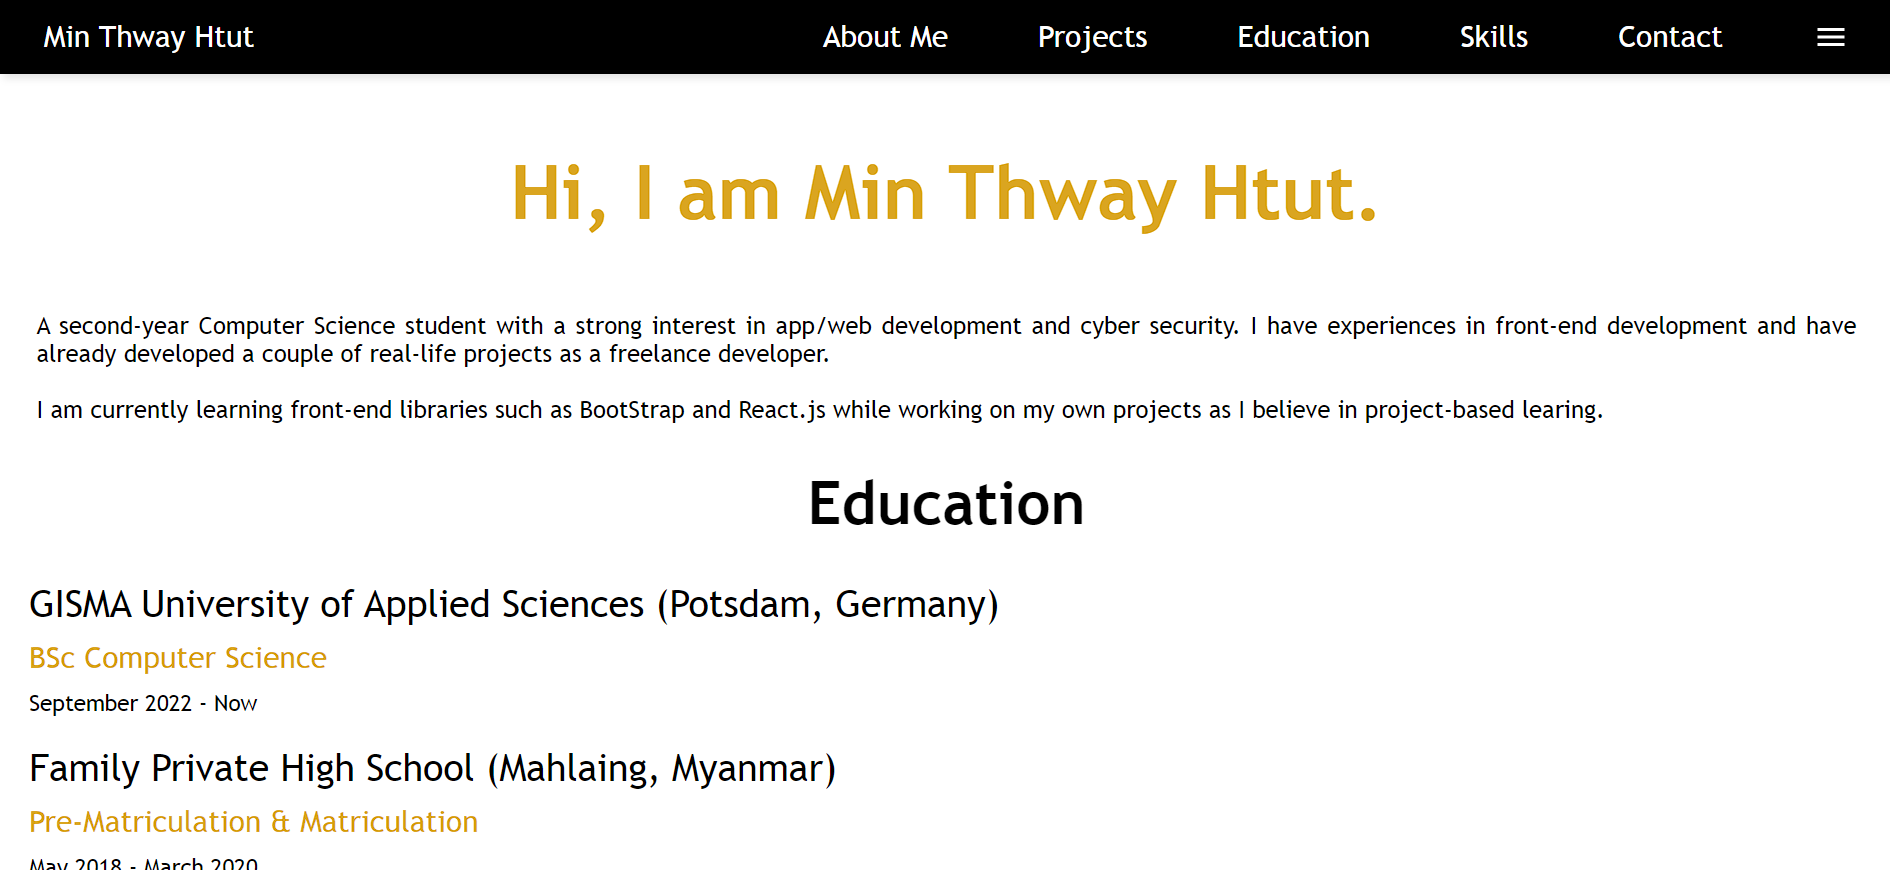 Min Thway Htut About Me Projects Education Skills Contact
Hi, I am Min Thway Htut.
A second-year Computer Science student with a strong interest in app/web development and cyber security. I have experiences in front-end development and have
already developed a couple of real-life projects as a freelance developer.
I am currently learning front-end libraries such as BootStrap and React.js while working on my own projects as I believe in project-based learing.
Education
GISMA University of Applied Sciences (Potsdam, Germany)
BSc Computer Science
September 2022 - Now
Family Private High School (Mahlaing, Myanmar)
Pre-Matriculation & Matriculation
May 2018 - March 2020